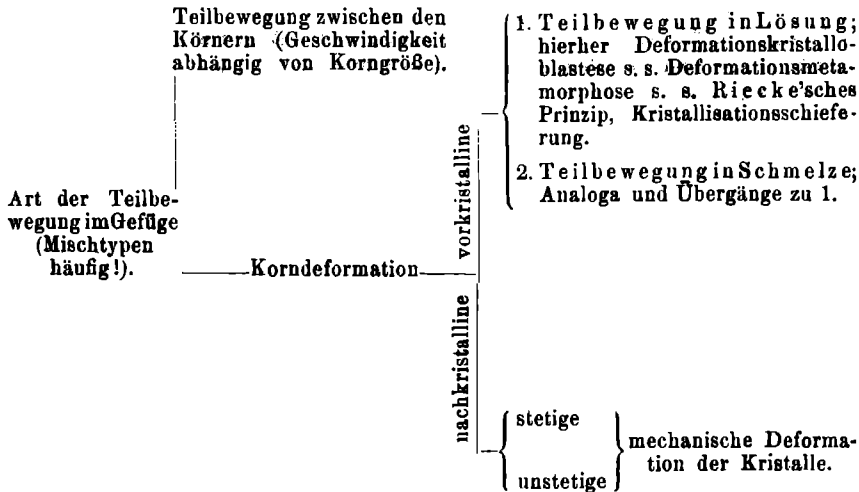 Teilbewegung zwischen den
Körnern (Geschwindigkeit
abhängig von Korngröße).
1. Teilbewegung in Lösung;
hierher Deformationskristallo-
blastese s. s. Deformationsmeta-
morphose s. s. Riecke'sches
Prinzip, Kristallisationsschiefe-
rung.
2. Teilbewegung in Schmelze;
Analoga und Übergänge zu 1.
vorkristalline
Art der Teilbe-
wegung im Gefüge
(Mischtypen
häufig!).
Korndeformation
nachkristalline
stetige
unstetige
mechanische Deforma-
tion der Kristalle.